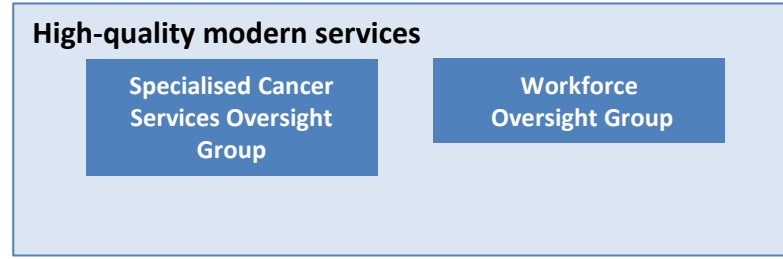 High-quality modern services
Specialised Cancer
Services Oversight
Group
Workforce
Oversight Group